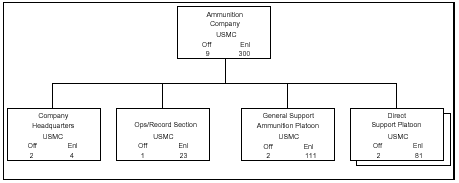 Ammunition
Company
USMC
Off Enl
9 300
Company
Headquarters
USMC
Off Enl
2 4
Ops/Record Section
USMC
Off Enl
1 23
General Support
Ammunition Platoon
USMC
Off Enl
2 111
Direct
Support Platoon
USMC
Off Enl
2 81